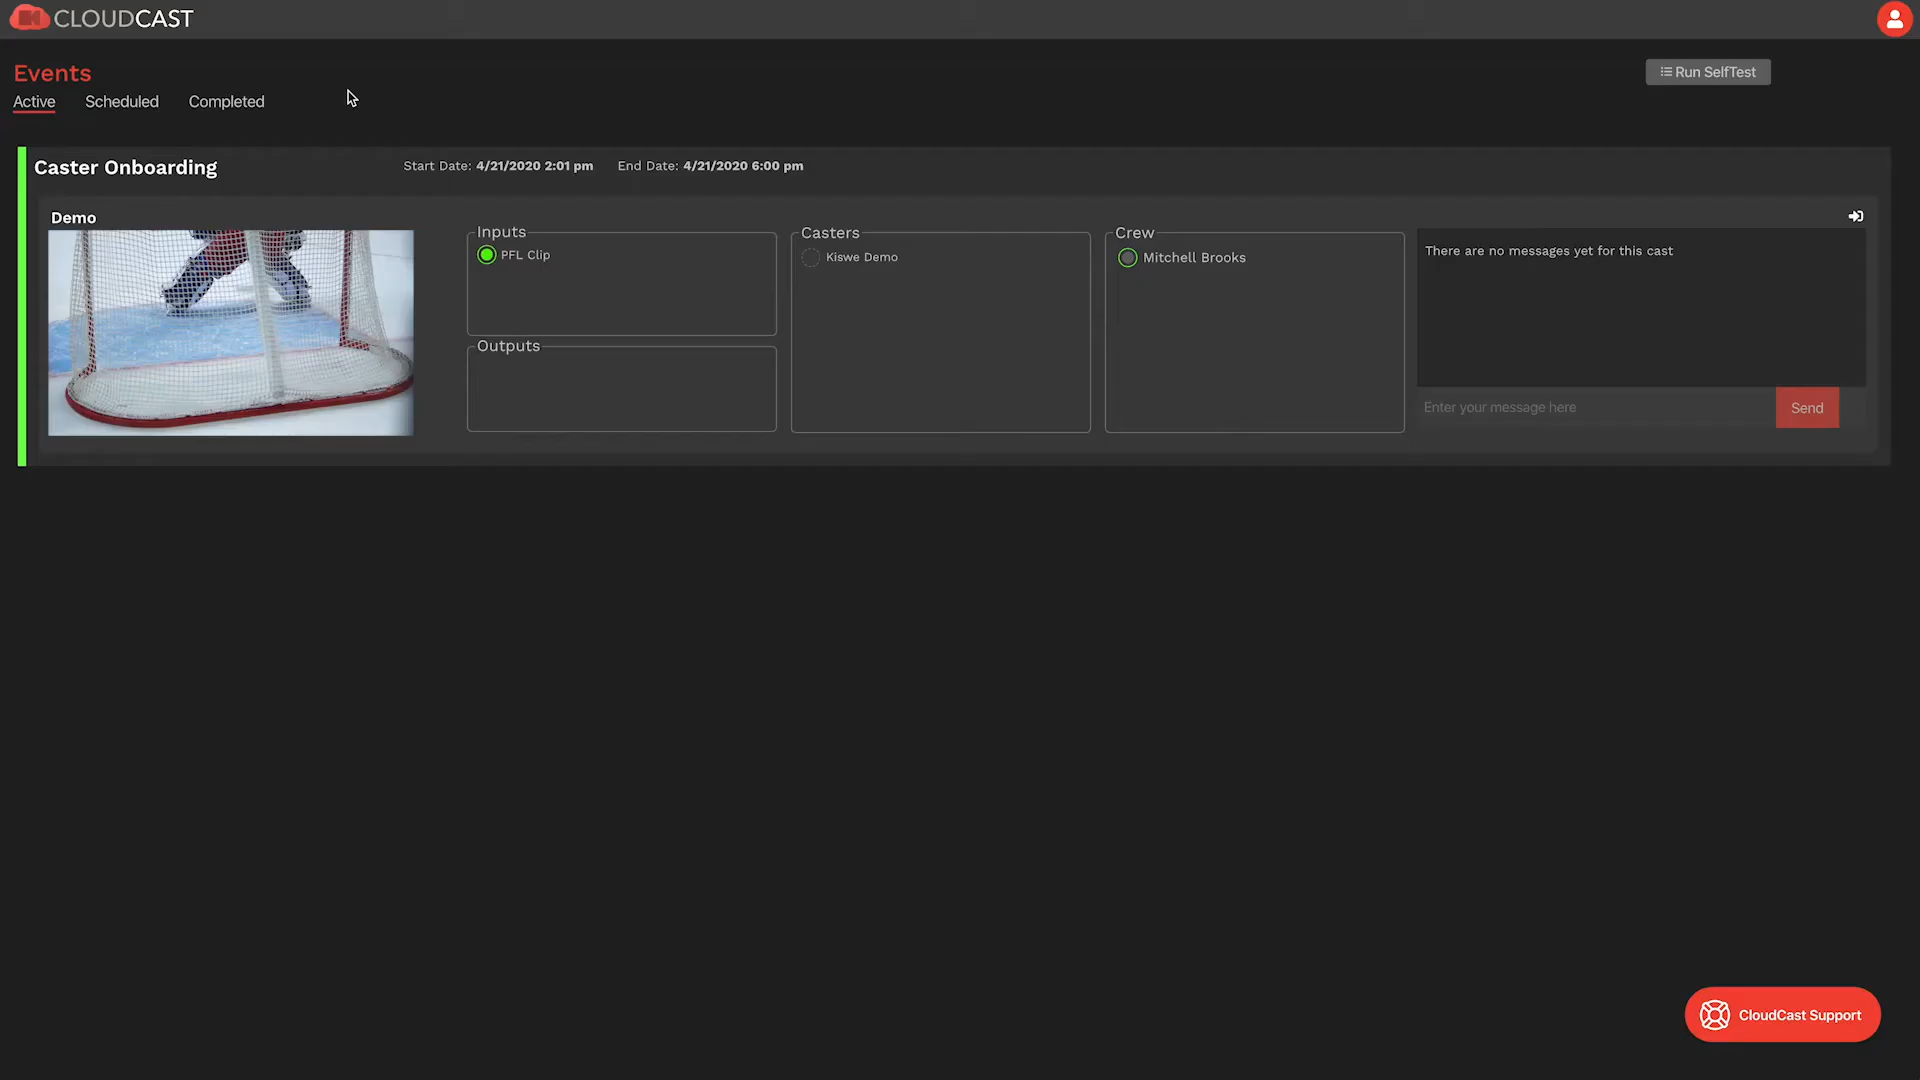 CLOUDCAST
Events
Run SelfTest
Active Scheduled Completed
Caster Onboarding Start Date: 4/21/2020 2:01 pm End Date: 4/21/2020 6:00 pm
Demo
Inputs
PFL Clip
Outputs
Casters
Kiswe Demo
Crew
Mitchell Brooks
There are no messages yet for this cast
Enter your message here
Send
CloudCast Support